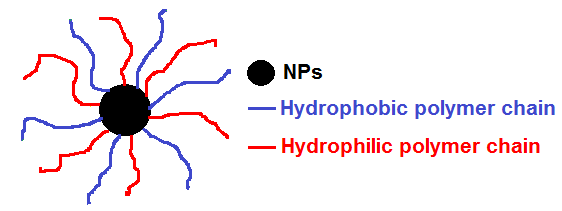 NPs
Hydrophobic polymer chain
Hydrophilic polymer chain